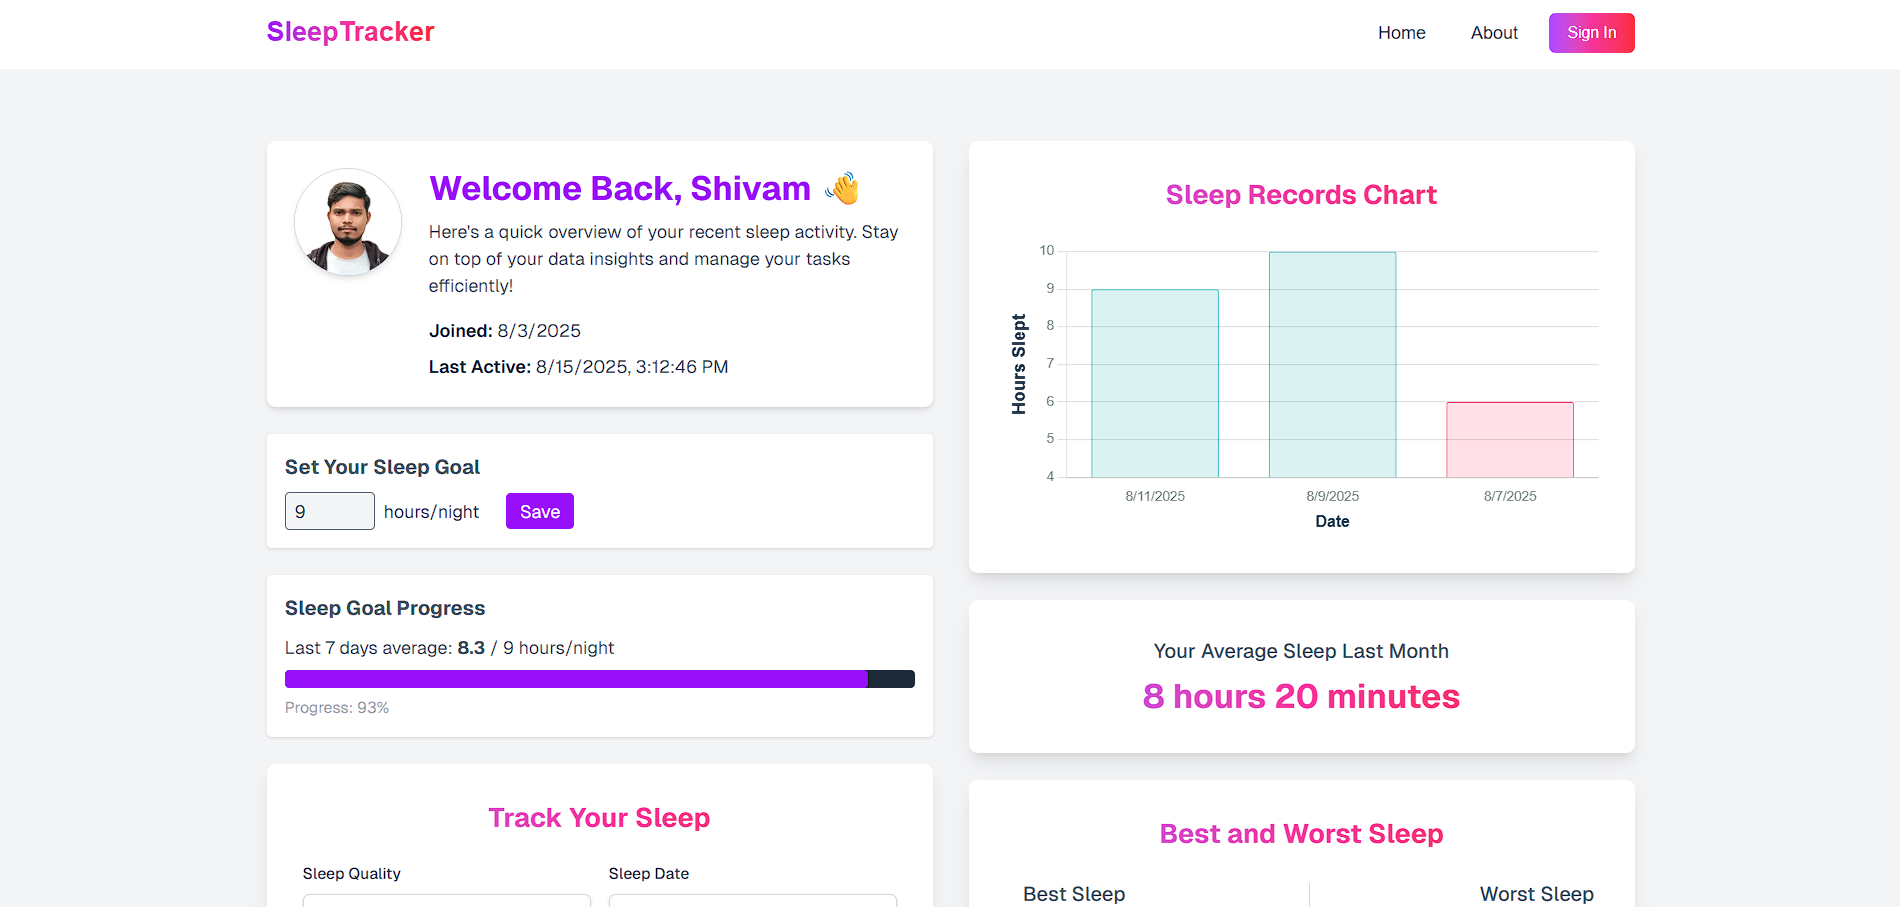 SleepTracker
Home
About
Sign In
Welcome Back, Shivam 👋
Here's a quick overview of your recent sleep activity. Stay
on top of your data insights and manage your tasks
efficiently!
Joined: 8/3/2025
Last Active: 8/15/2025, 3:12:46 PM
Set Your Sleep Goal
9
hours/night
Save
Sleep Goal Progress
Last 7 days average: 8.3 / 9 hours/night
Progress: 93%
Track Your Sleep
Sleep Quality
Sleep Date
Sleep Records Chart
Hours Slept
10
9
8
7
6
5
4
8/11/2025
8/9/2025
8/7/2025
Date
Your Average Sleep Last Month
8 hours 20 minutes
Best and Worst Sleep
Best Sleep
Worst Sleep